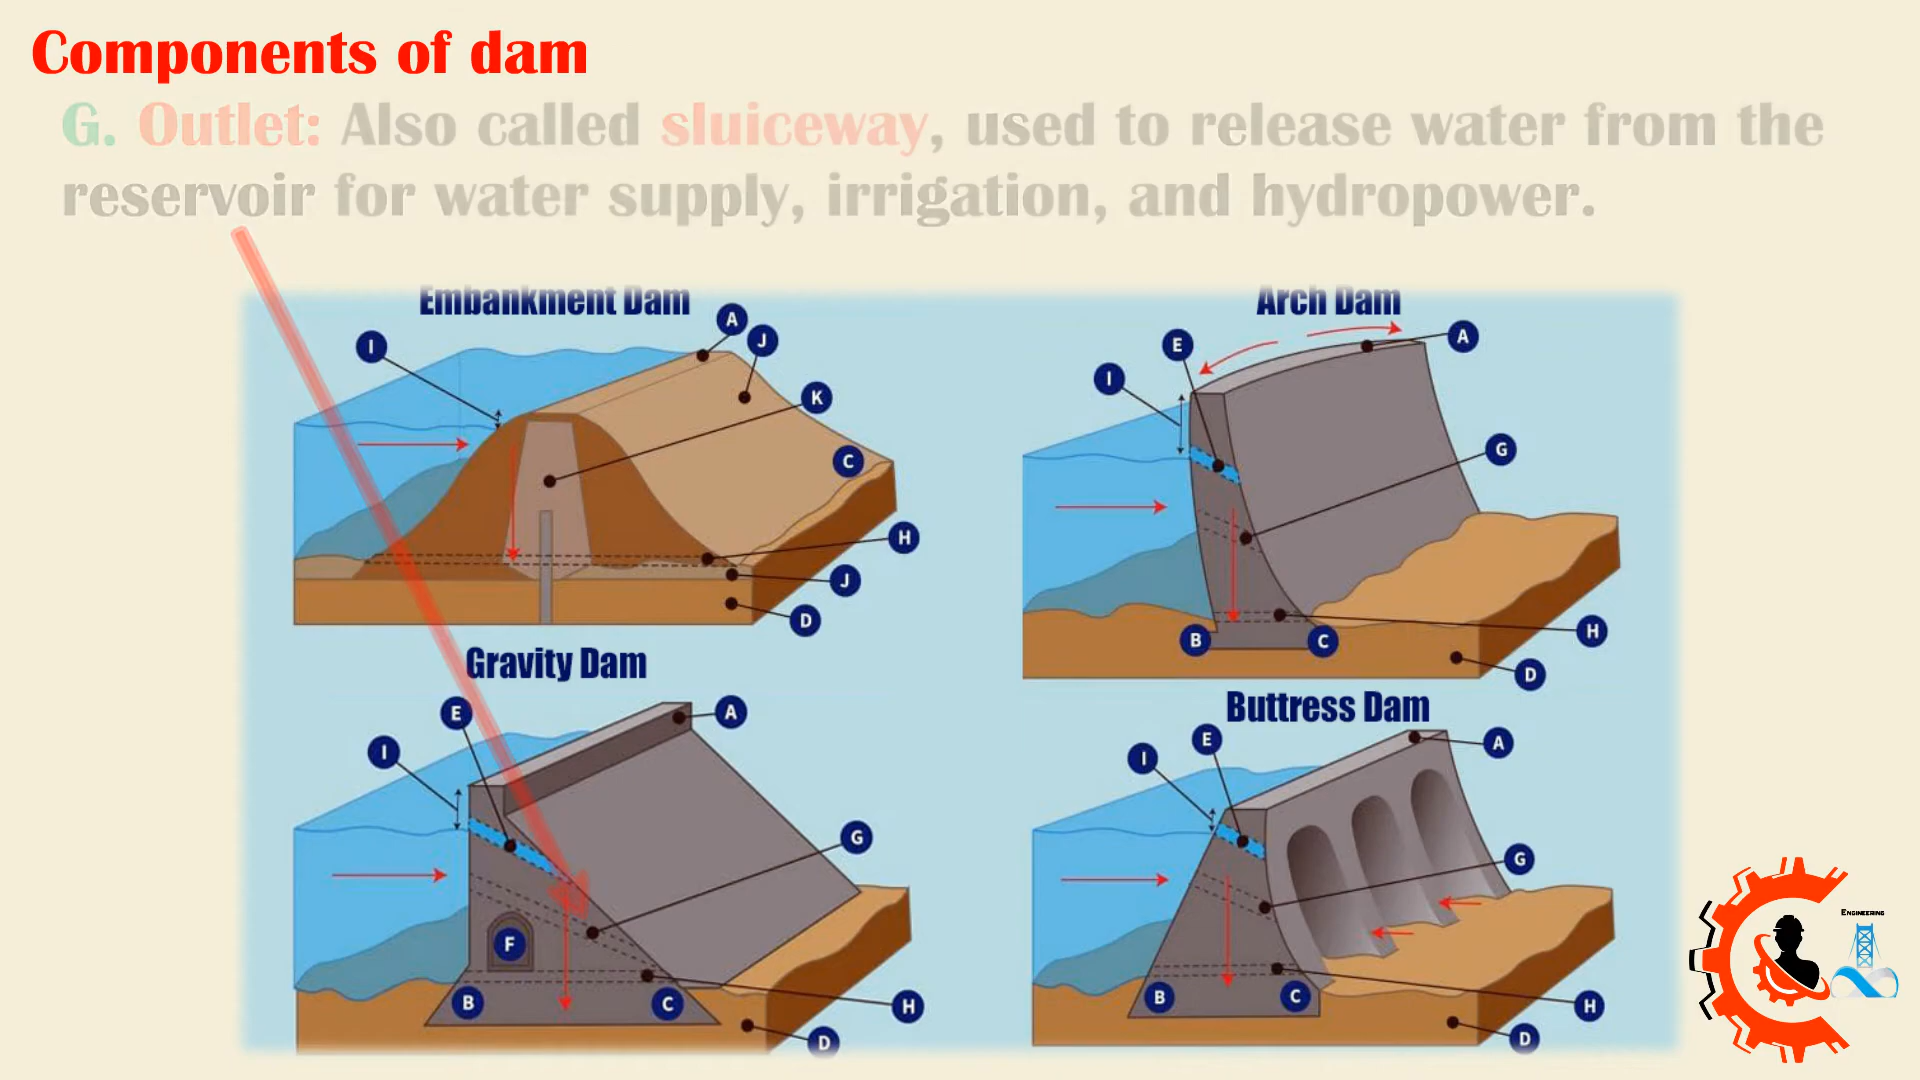 Components of dam
G. Outlet: Also called sluiceway, used to release water from the
reservoir for water supply, irrigation, and hydropower.
Embankment Dam
A
J
I
K
C
H
J
D
Arch Dam
A
E
I
G
B
C
H
D
Gravity Dam
E
A
I
G
F
B
C
H
D
Buttress Dam
E
A
I
G
B
C
H
D
ENGINEERING